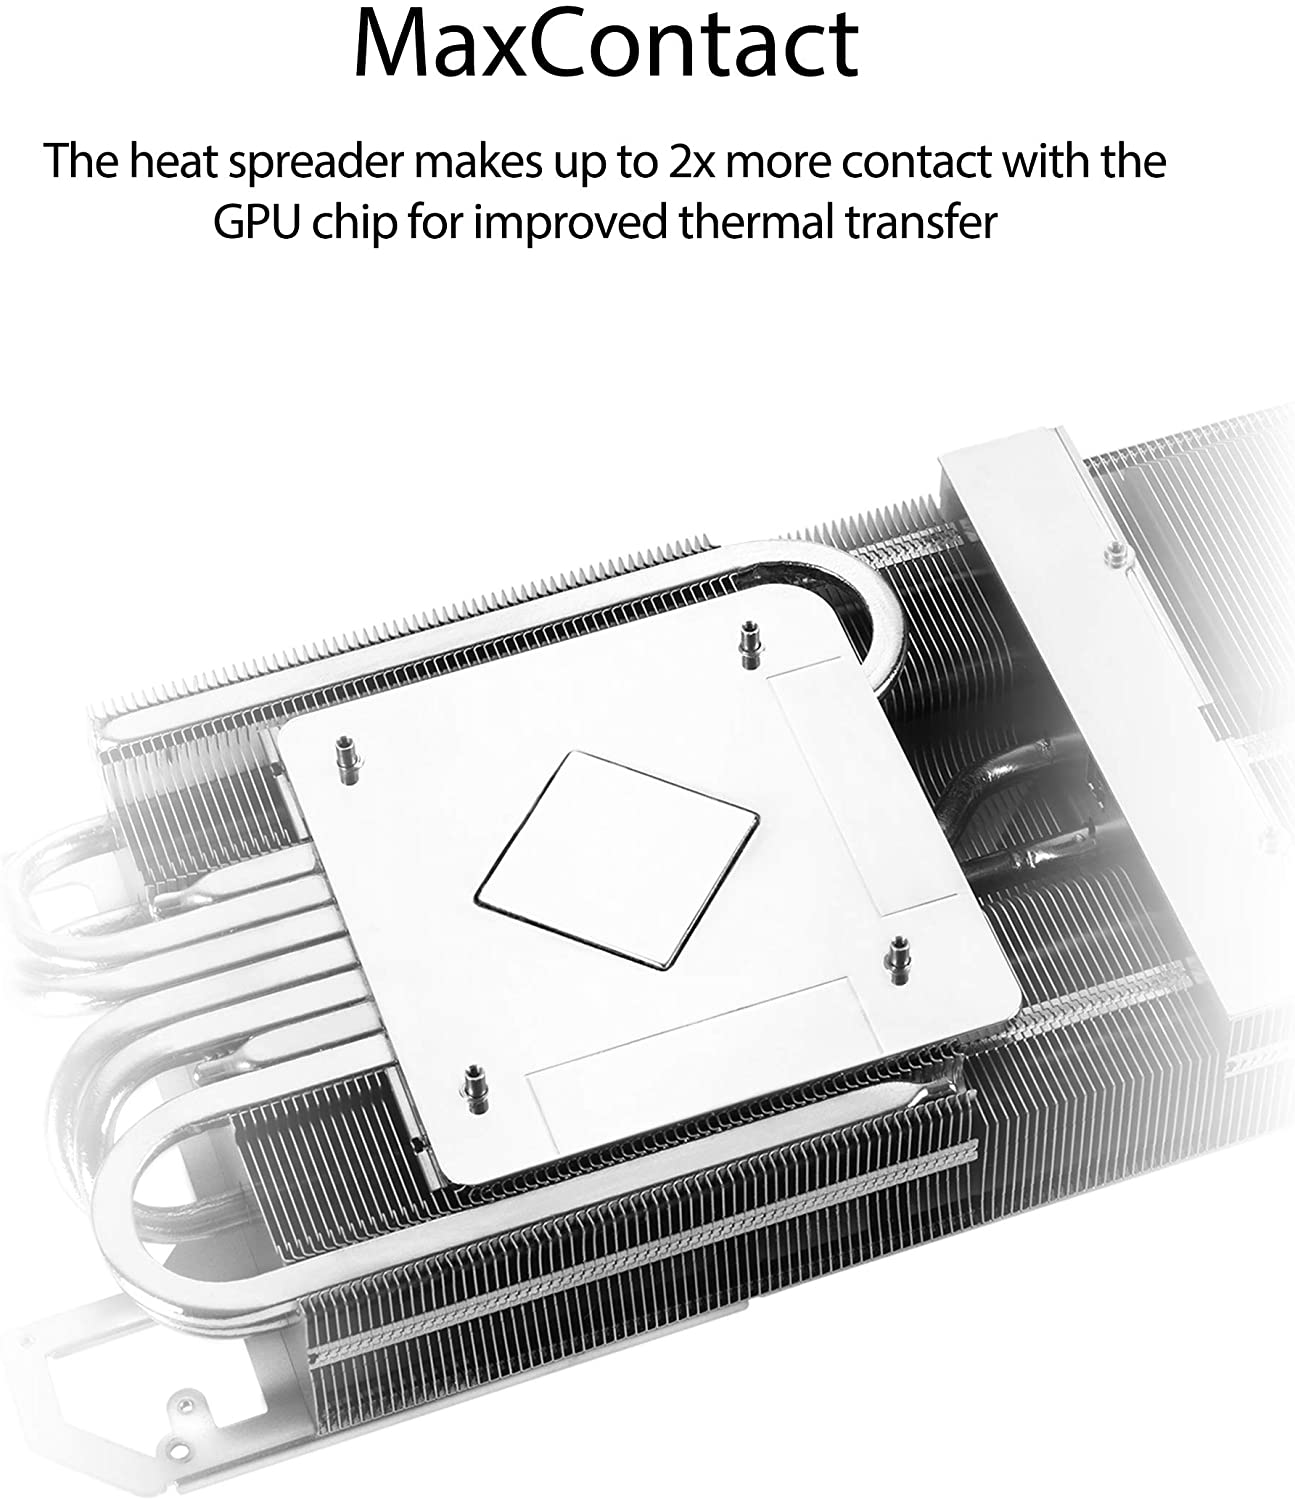 MaxContact
The heat spreader makes up to 2x more contact with the
GPU chip for improved thermal transfer